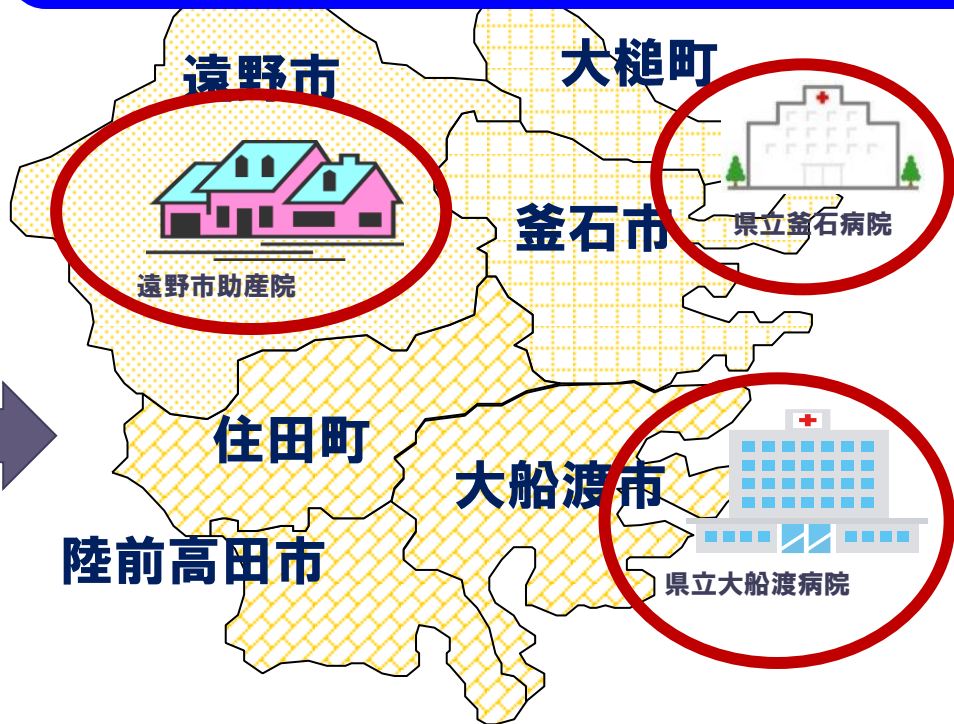 遠野市
大槌町
県立釜石病院
釜石市
遠野市助産院
住田町
大船渡市
陸前高田市
県立大船渡病院